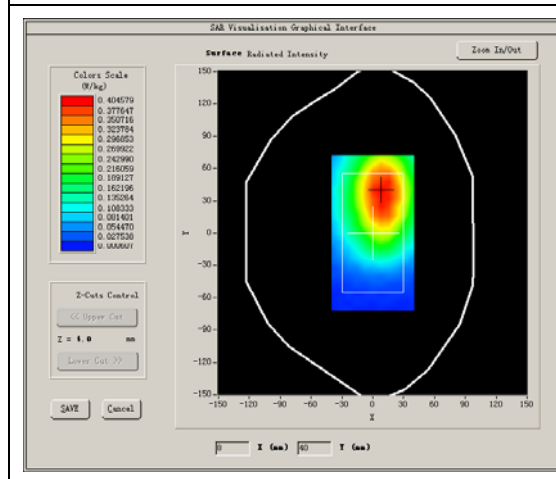 SAR Visualisation Graphical Interface
Surface Radiated Intensity
Zoom In/Out
Colors Scale
(W/kg)
0.404579
0.377647
0.350716
0.323784
0.296853
0.269922
0.242990
0.216059
0.189127
0.162196
0.135264
0.108333
0.081401
0.054470
0.027538
0.000607
Z-Cuts Control
<< Upper Cut
Z = 4.0 mm
Lower Cut >>
SAVE Cancel
150
120
90
60
30
0
-30
-60
-90
-120
-150
Y
-150 -120 -90 -60 -30 0 30 60 90 120 150
X
8 X (mm) 40 Y (mm)